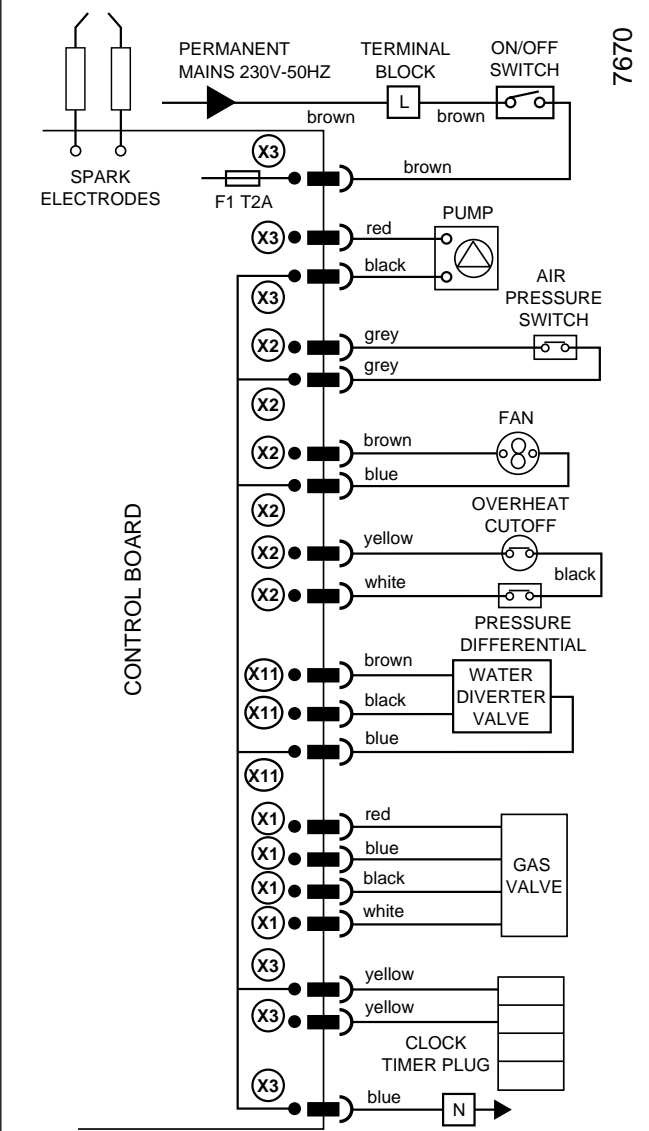 7670
PERMANENT
MAINS 230V-50HZ
TERMINAL
BLOCK
ON/OFF
SWITCH
L
brown
brown
SPARK
ELECTRODES
X3
brown
F1 T2A
X3
red
PUMP
black
X3
AIR
PRESSURE
SWITCH
X2
grey
grey
X2
FAN
X2
brown
blue
X2
OVERHEAT
CUTOFF
X2
yellow
black
X2
white
PRESSURE
DIFFERENTIAL
CONTROL BOARD
X11
brown
WATER
DIVERTER
VALVE
X11
black
blue
X11
X1
red
X1
blue
GAS
VALVE
X1
black
X1
white
X3
yellow
X3
yellow
CLOCK
TIMER PLUG
X3
blue
N